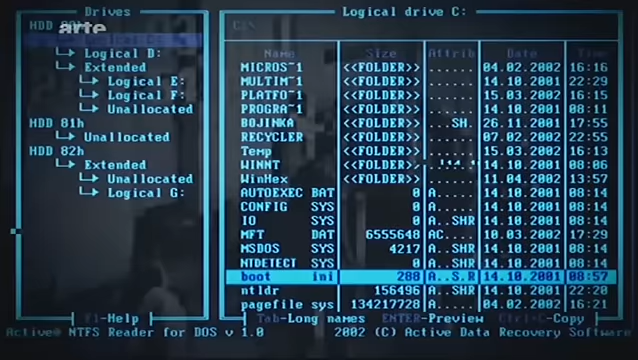 Drives
HDD 80h
arte
Logical D:
Extended
Logical E:
Logical F:
Unallocated
HDD 81h
Unallocated
HDD 82h
Extended
Unallocated
Logical G:
F1-Help
Logical drive C:
C:\
Name Size Attrib Date Time
MICROS~1 <<FOLDER>> ...... 04.02.2002 16:16
MULTIM~1 <<FOLDER>> ...... 14.10.2001 22:29
PLATFO~1 <<FOLDER>> ...... 15.03.2002 16:15
PROGRA~1 <<FOLDER>> ...... 14.10.2001 08:11
BOJINKA <<FOLDER>> ...SH. 26.11.2001 17:55
RECYCLER <<FOLDER>> ...... 07.02.2002 22:55
Temp <<FOLDER>> ...... 15.03.2002 16:13
WINNT <<FOLDER>> 14.10.2001 08:06
WinHex <<FOLDER>> ...... 11.04.2002 13:57
AUTOEXEC BAT 0 A..... 14.10.2001 08:14
CONFIG SYS 0 A..... 14.10.2001 08:14
IO SYS 0 A..SHR 14.10.2001 08:14
MFT DAT 6555648 AC.... 10.03.2002 17:29
MSDOS SYS 4217 A..SHR 14.10.2001 08:14
NTDETECT SYS 0 A..SHR 14.10.2001 08:14
boot ini 288 A..S.R 14.10.2001 08:57
ntldr 156496 A..SHR 14.10.2001 22:20
pagefile sys 134217728 A..... 04.02.2002 16:21
Tab-Long names ENTER-Preview Ctrl-C-Copy
Active@ NTFS Reader for DOS v 1.0 2002 (C) Active Data Recovery Software